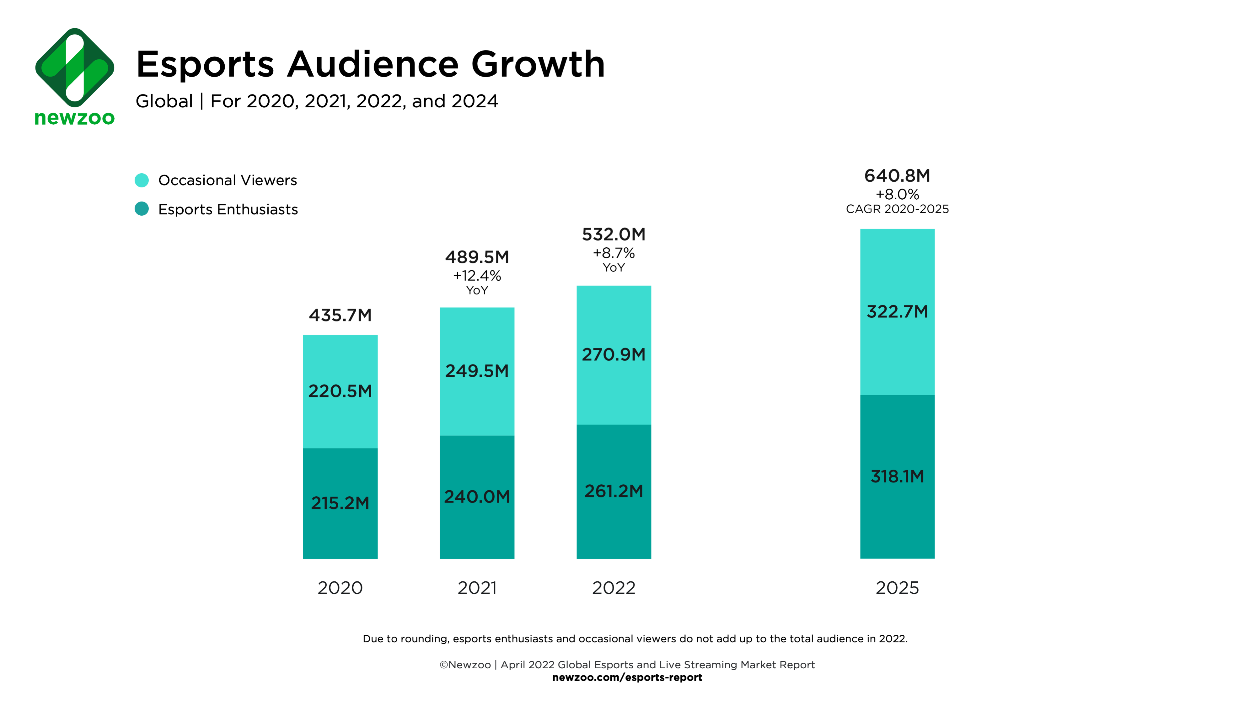 Esports Audience Growth
Global | For 2020, 2021, 2022, and 2024
newzoo
Occasional Viewers
Esports Enthusiasts
435.7M
220.5M
215.2M
2020
489.5M
+12.4%
YoY
249.5M
240.0M
2021
532.0M
+8.7%
YoY
270.9M
261.2M
2022
640.8M
+8.0%
CAGR 2020-2025
322.7M
318.1M
2025
Due to rounding, esports enthusiasts and occasional viewers do not add up to the total audience in 2022.
©Newzoo | April 2022 Global Esports and Live Streaming Market Report
newzoo.com/esports-report